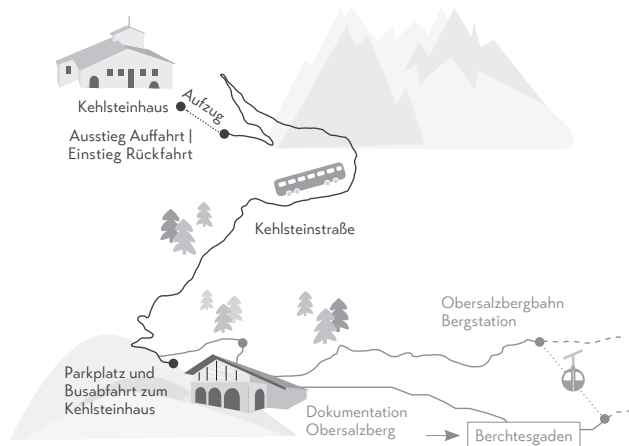 Kehlsteinhaus
Aufzug
Ausstieg Auffahrt |
Einstieg Rückfahrt
Kehlsteinstraße
Obersalzbergbahn
Bergstation
Parkplatz und
Busabfahrt zum
Kehlsteinhaus
Dokumentation
Obersalzberg
Berchtesgaden